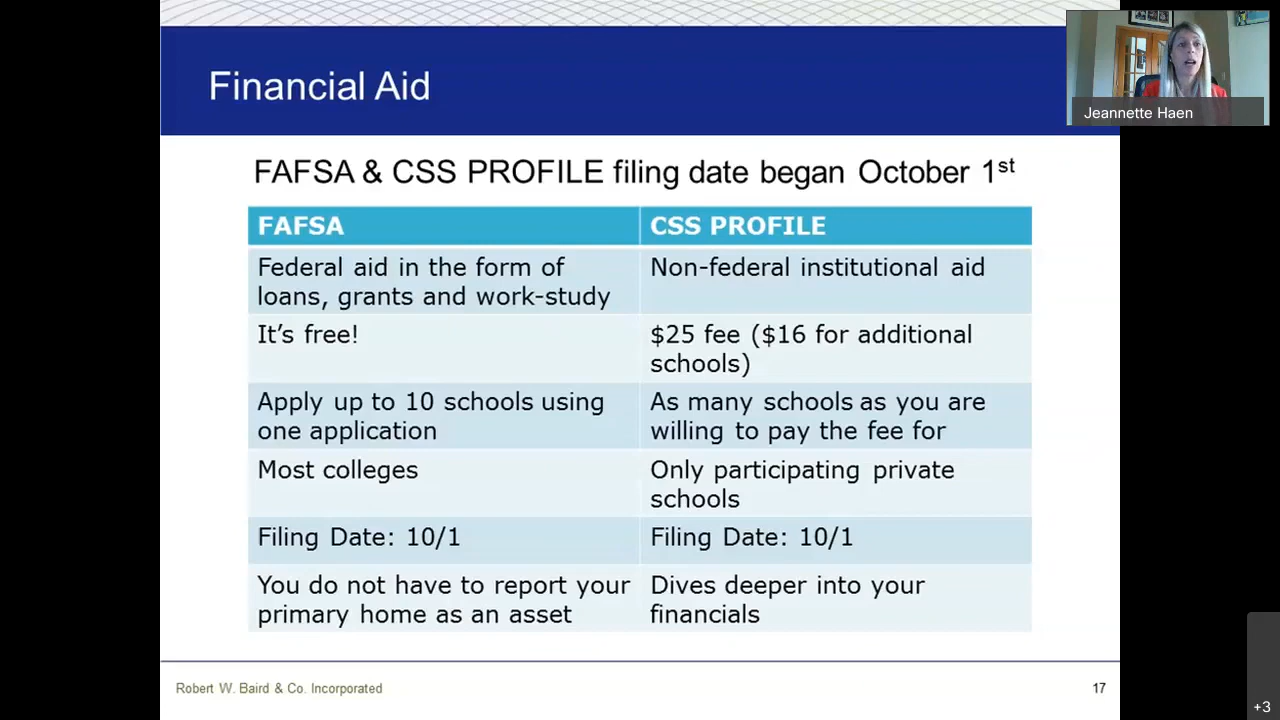 Financial Aid
Jeannette Haen
FAFSA & CSS PROFILE filing date began October 1st
FAFSA
CSS PROFILE
Federal aid in the form of
loans, grants and work-study
Non-federal institutional aid
It's free!
$25 fee ($16 for additional
schools)
Apply up to 10 schools using
one application
As many schools as you are
willing to pay the fee for
Most colleges
Only participating private
schools
Filing Date: 10/1
Filing Date: 10/1
You do not have to report your
primary home as an asset
Dives deeper into your
financials
Robert W. Baird & Co. Incorporated
17
+3